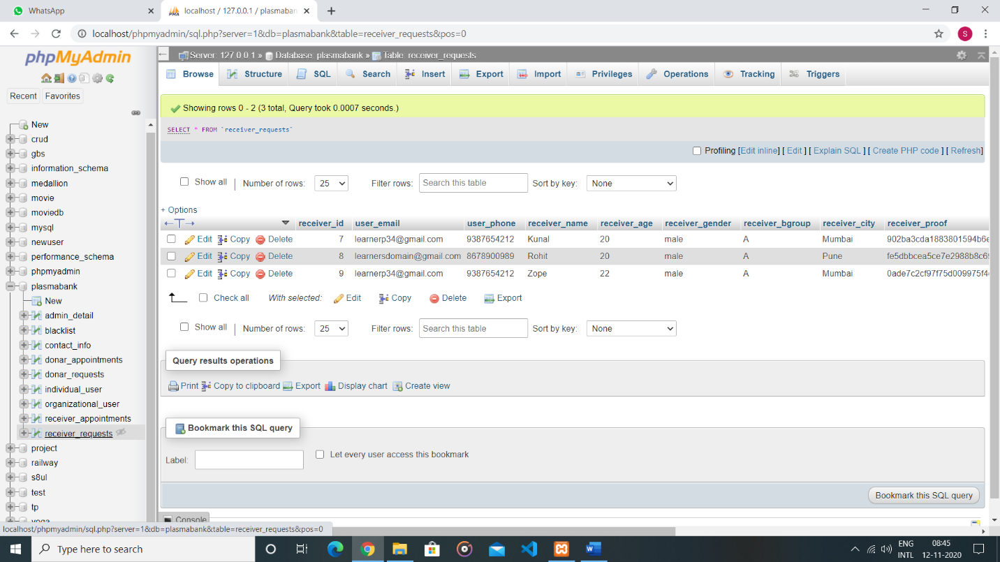 WhatsApp
localhost / 127.0.0.1 / plasmaban
localhost/phpmyadmin/sql.php?server=1&db=plasmabank&table=receiver_requests&pos=0
S
phpMyAdmin
Recent Favorites
New
crud
gbs
information_schema
medallion
movie
moviedb
mysql
newuser
performance_schema
phpmyadmin
plasmabank
New
admin_detail
blacklist
contact_info
donar_appointments
donar_requests
individual_user
organizational_user
receiver_appointments
receiver_requests
project
railway
s8ul
test
tp
yoga
Server: 127.0.0.1 » Database: plasmabank » Table: receiver_requests
Browse Structure SQL Search Insert Export Import Privileges Operations Tracking Triggers
Showing rows 0 - 2 (3 total, Query took 0.0007 seconds.)
SELECT * FROM `receiver_requests`
Profiling [Edit inline] [ Edit ] [ Explain SQL ] [ Create PHP code ] [ Refresh]
Show all | Number of rows: 25 Filter rows: Search this table Sort by key: None
+ Options
receiver_id user_email user_phone receiver_name receiver_age receiver_gender receiver_bgroup receiver_city receiver_proof
Edit Copy Delete 7 learnerp34@gmail.com 9387654212 Kunal 20 male A Mumbai 902ba3cda1883801594b6e
Edit Copy Delete 8 learnersdomain@gmail.com 8678900989 Rohit 20 male A Pune fe5dbbcea5ce7e2988b8c69
Edit Copy Delete 9 learnerp34@gmail.com 9387654212 Zope 22 male A Mumbai 0ade7c2cf97f75d009975f4
Check all With selected: Edit Copy Delete Export
Show all | Number of rows: 25 Filter rows: Search this table Sort by key: None
Query results operations
Print Copy to clipboard Export Display chart Create view
Bookmark this SQL query
Label: Let every user access this bookmark
Bookmark this SQL query
Console
localhost/phpmyadmin/sql.php?server=1&db=plasmabank&table=receiver_requests&pos=0
Type here to search
ENG
INTL
08:45
12-11-2020